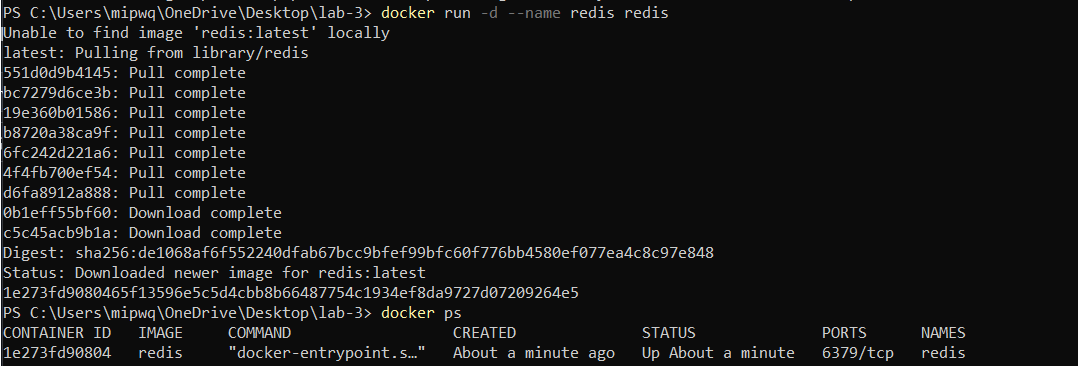 PS C:\Users\mipwq\OneDrive\Desktop\lab-3> docker run -d --name redis redis
Unable to find image 'redis:latest' locally
latest: Pulling from library/redis
551d0d9b4145: Pull complete
bc7279d6ce3b: Pull complete
19e360b01586: Pull complete
b8720a38ca9f: Pull complete
6fc242d221a6: Pull complete
4f4fb700ef54: Pull complete
d6fa8912a888: Pull complete
0b1eff55bf60: Download complete
c5c45acb9b1a: Download complete
Digest: sha256:de1068af6f552240dfab67bcc9bfef99bfc60f776bb4580ef077ea4c8c97e848
Status: Downloaded newer image for redis:latest
1e273fd9080465f13596e5c5d4cbb8b66487754c1934ef8da9727d07209264e5
PS C:\Users\mipwq\OneDrive\Desktop\lab-3> docker ps
CONTAINER ID   IMAGE     COMMAND                  CREATED              STATUS              PORTS      NAMES
1e273fd90804   redis     "docker-entrypoint.s…"   About a minute ago   Up About a minute   6379/tcp   redis